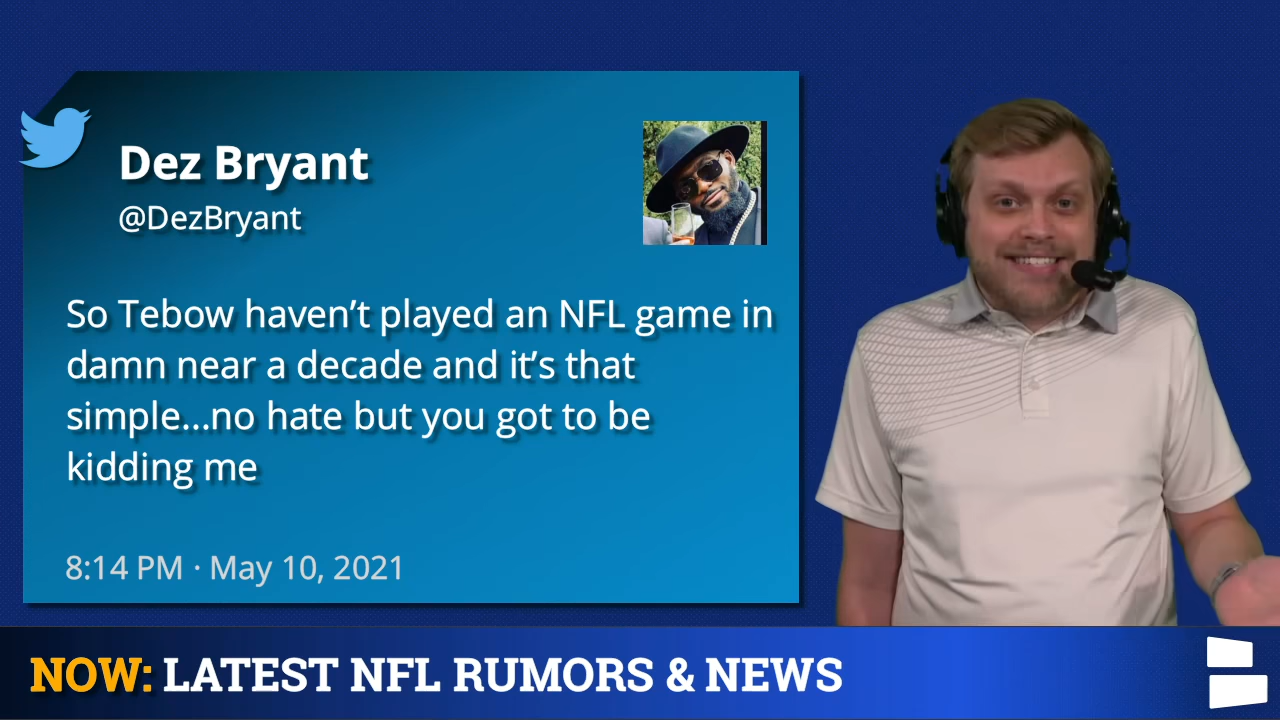 Dez Bryant
@DezBryant
So Tebow haven’t played an NFL game in
damn near a decade and it’s that
simple...no hate but you got to be
kidding me
8:14 PM · May 10, 2021
NOW: LATEST NFL RUMORS & NEWS